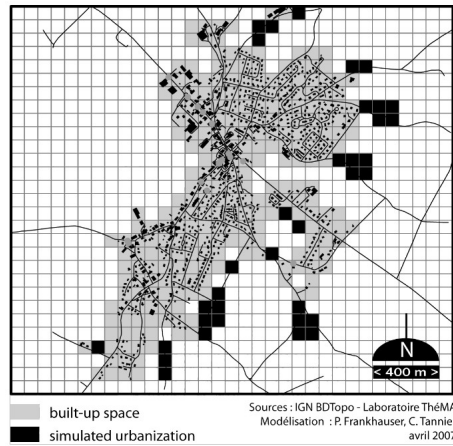 N
< 400 m >
built-up space
simulated urbanization
Sources : IGN BDTopo - Laboratoire ThéMA
Modélisation : P. Frankhauser, C. Tannier
avril 2007